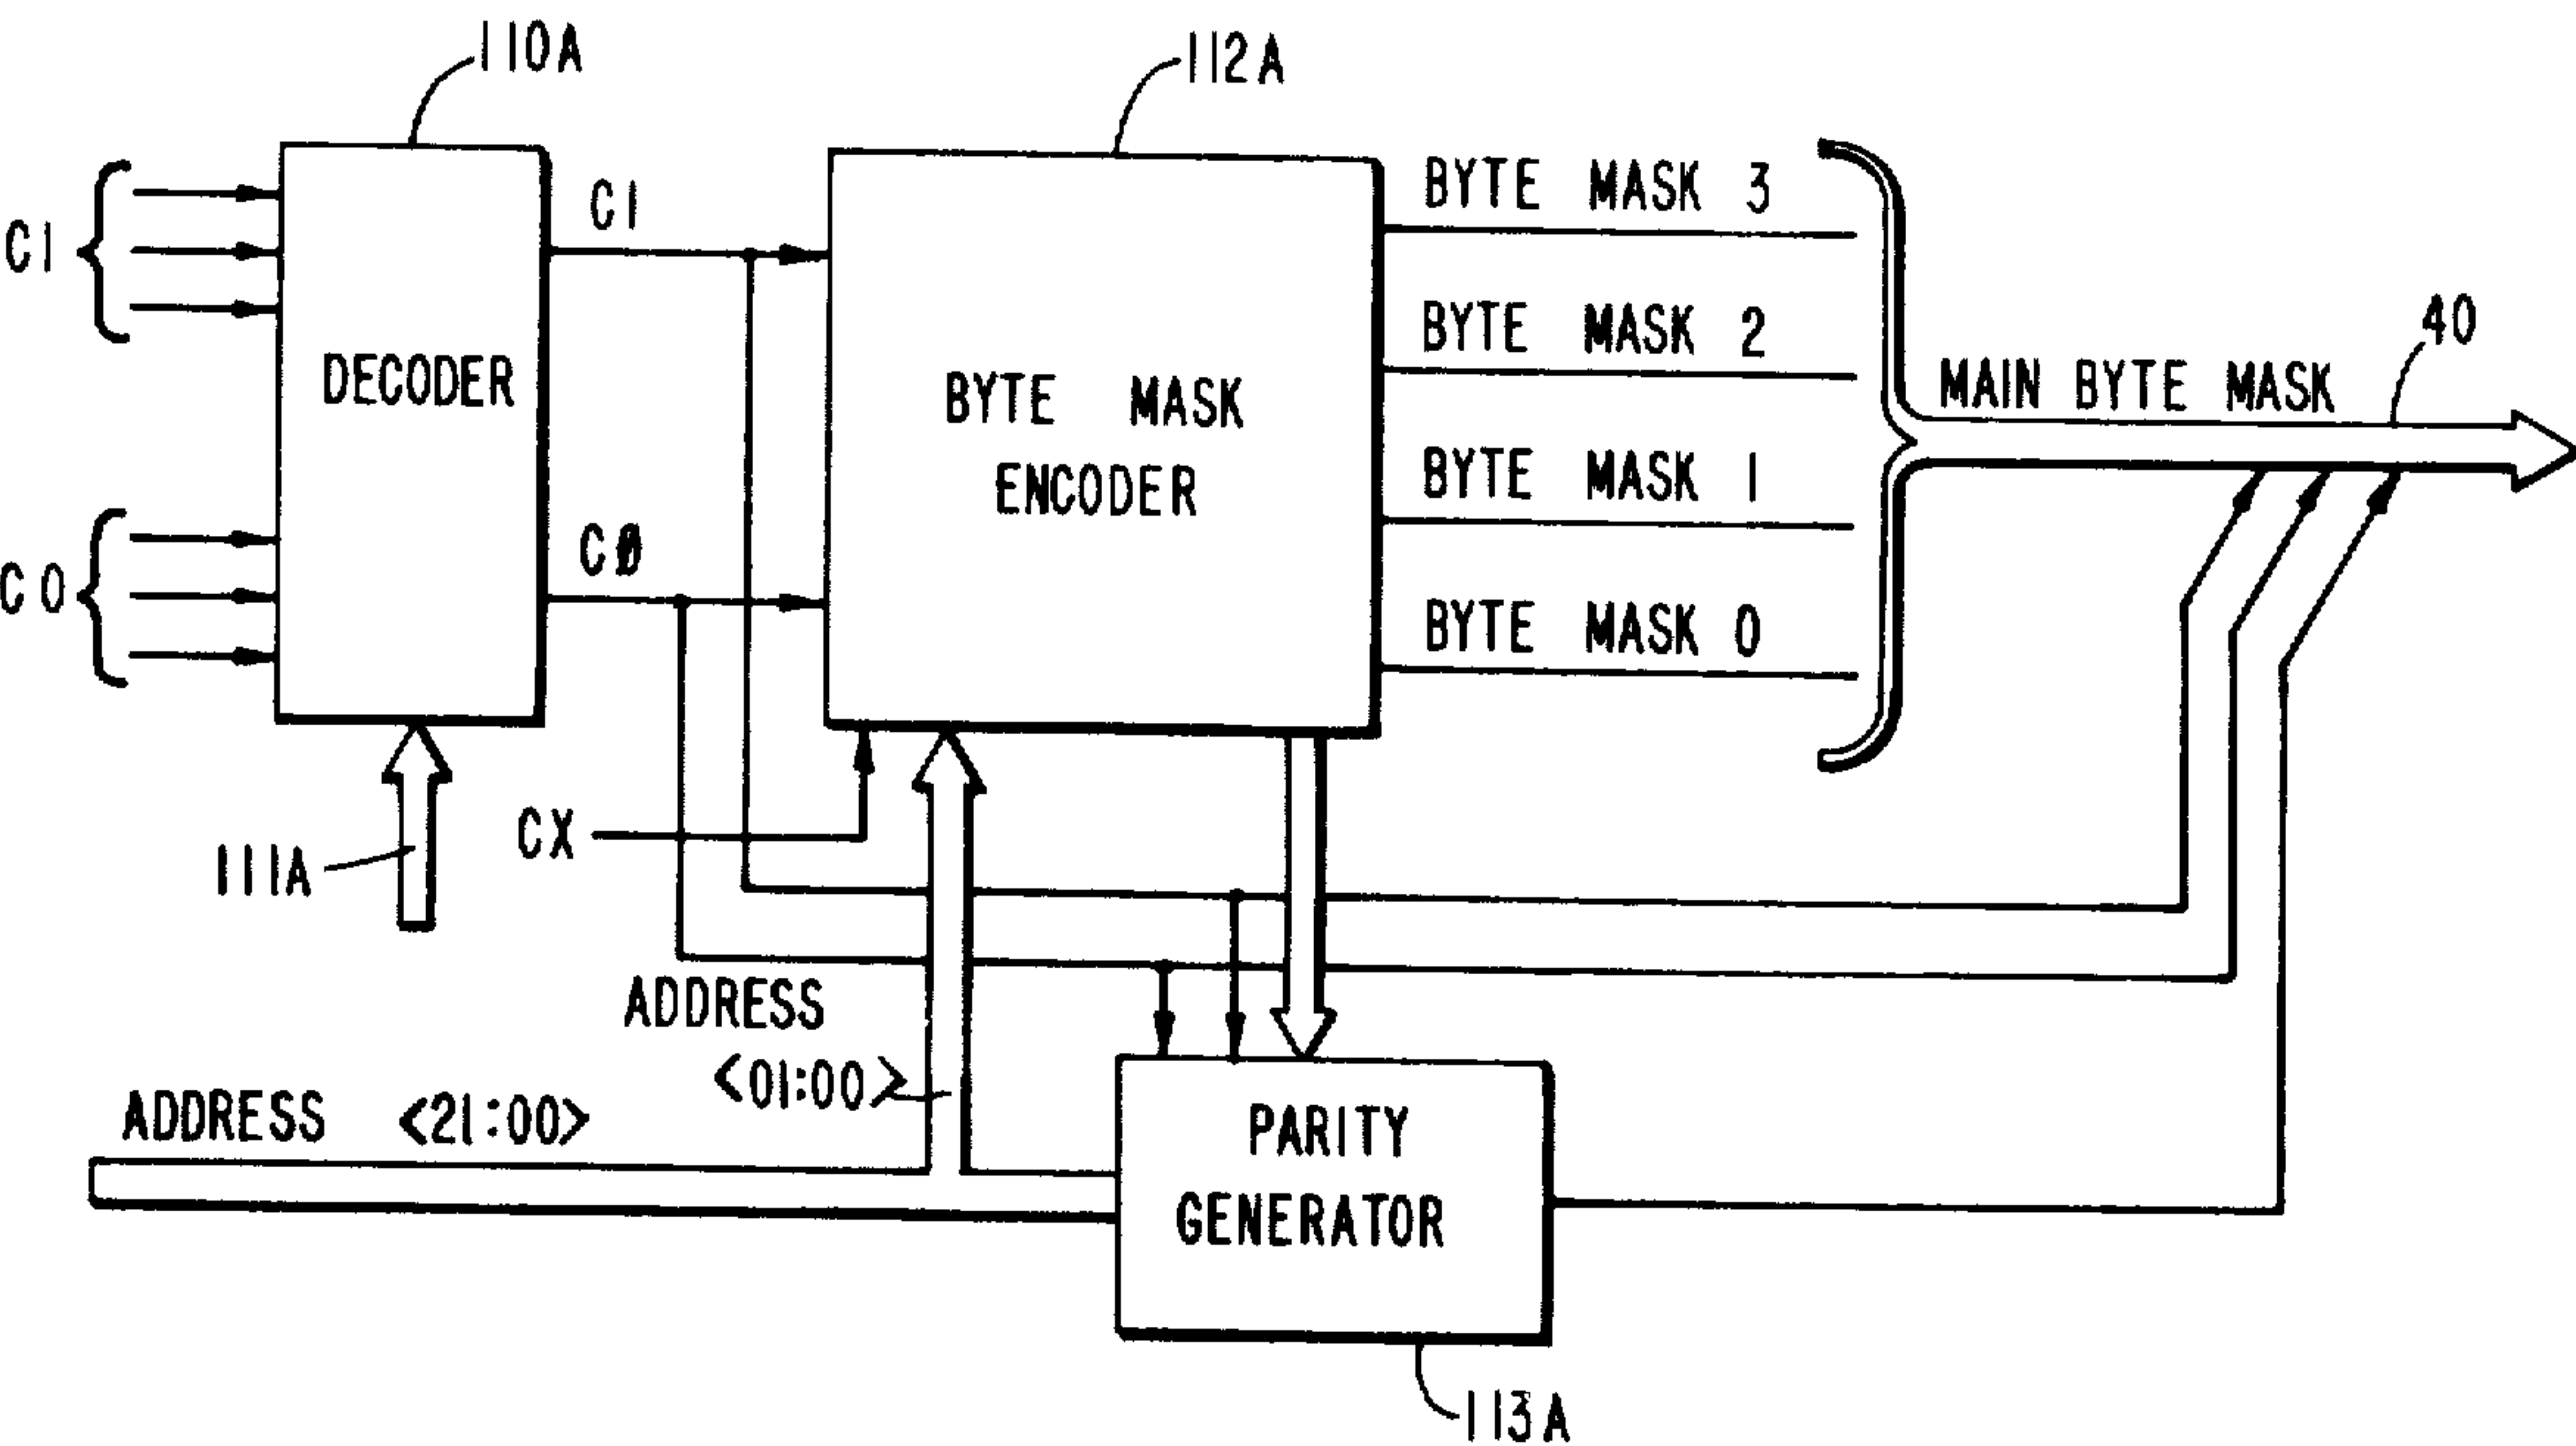 110A
112A
C1
C0
DECODER
C1
CØ
BYTE MASK
ENCODER
BYTE MASK 3
BYTE MASK 2
BYTE MASK 1
BYTE MASK 0
MAIN BYTE MASK
40
111A
CX
ADDRESS
<01:00>
ADDRESS <21:00>
PARITY
GENERATOR
113A